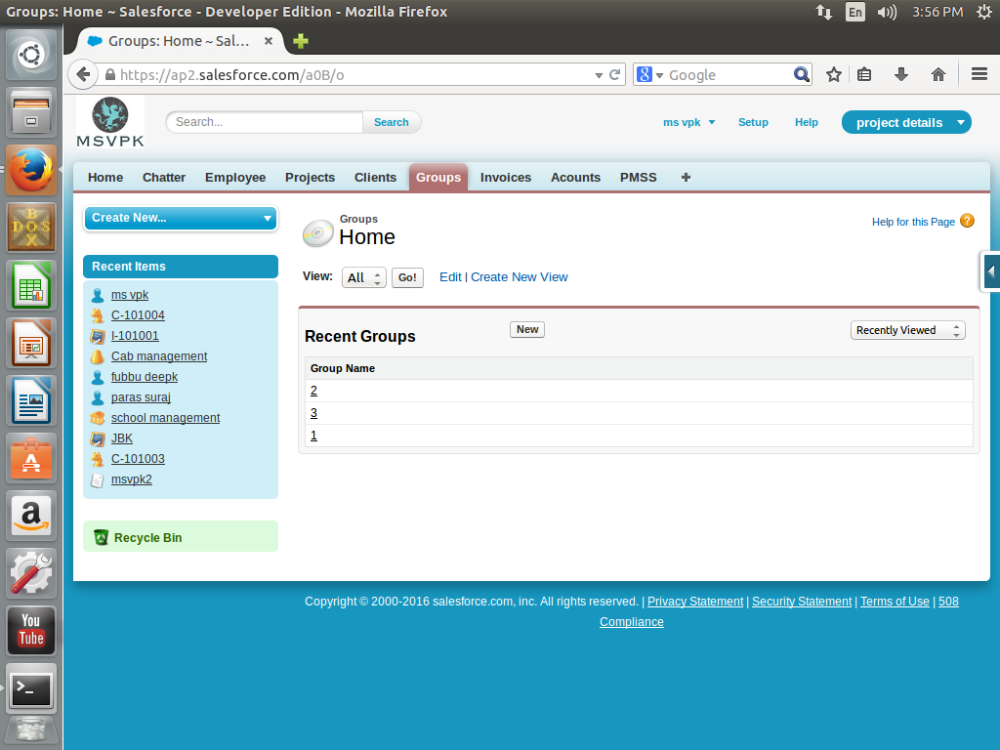 Groups: Home ~ Salesforce - Developer Edition - Mozilla Firefox En 3:56 PM
Groups: Home ~ Sal...
https://ap2.salesforce.com/a0B/o 8 Google
MSVPK
Search... Search
ms vpk Setup Help project details
Home Chatter Employee Projects Clients Groups Invoices Acounts PMSS
Create New...
Recent Items
ms vpk
C-101004
I-101001
Cab management
fubbu deepk
paras suraj
school management
JBK
C-101003
msvpk2
Recycle Bin
Groups
Home
Help for this Page ?
View: All Go! Edit | Create New View
Recent Groups New Recently Viewed
Group Name
2
3
1
Copyright © 2000-2016 salesforce.com, inc. All rights reserved. | Privacy Statement | Security Statement | Terms of Use | 508
Compliance
B
DOS
X
A
a
You
Tube
>_